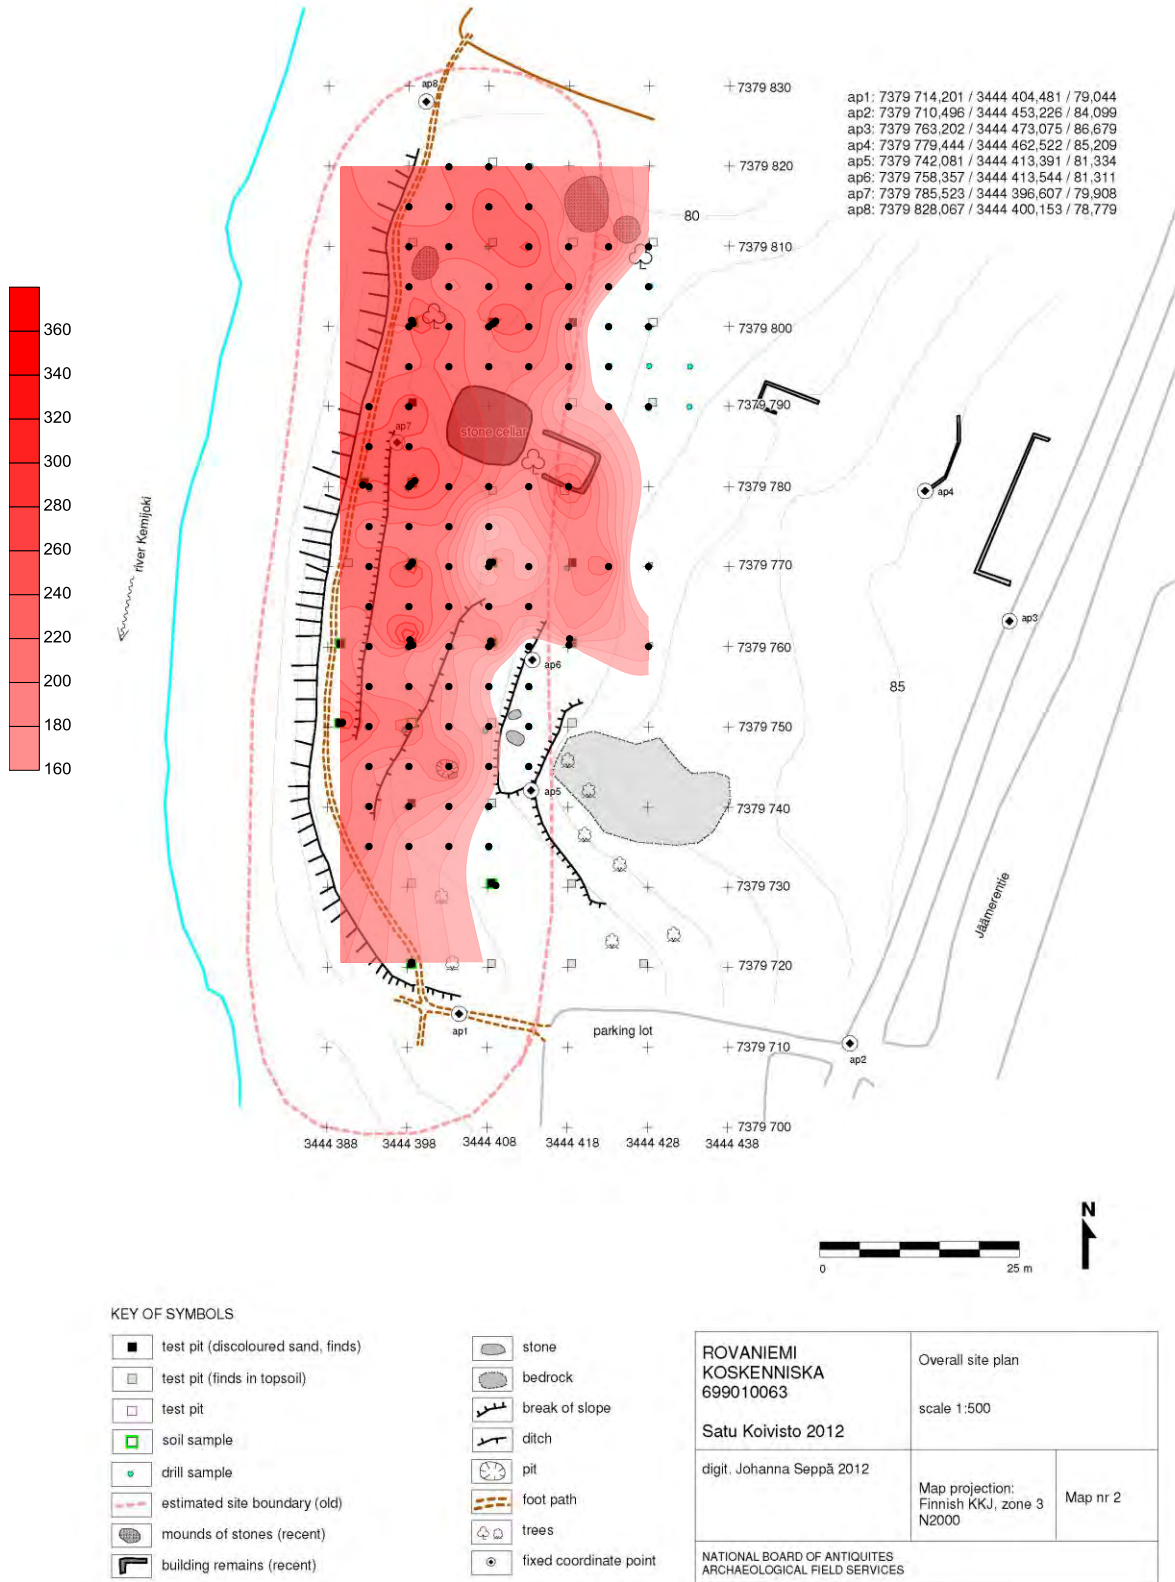 ap8
7379 830
ap1: 7379 714,201 / 3444 404,481 / 79,044
ap2: 7379 710,496 / 3444 453,226 / 84,099
ap3: 7379 763,202 / 3444 473,075 / 86,679
ap4: 7379 779,444 / 3444 462,522 / 85,209
ap5: 7379 742,081 / 3444 413,391 / 81,334
ap6: 7379 758,357 / 3444 413,544 / 81,311
ap7: 7379 785,523 / 3444 396,607 / 79,908
ap8: 7379 828,067 / 3444 400,153 / 78,779
7379 820
80
7379 810
7379 800
360
340
320
300
280
260
240
220
200
180
160
7379 790
ap7
stone cellar
7379 780
ap4
river Kemijoki
7379 770
ap3
7379 760
ap6
85
7379 750
ap5
7379 740
7379 730
Jäämerentie
7379 720
ap1
parking lot
7379 710
ap2
7379 700
3444 388
3444 398
3444 408
3444 418
3444 428
3444 438
N
0
25 m
KEY OF SYMBOLS
test pit (discoloured sand, finds)
test pit (finds in topsoil)
test pit
soil sample
drill sample
estimated site boundary (old)
mounds of stones (recent)
building remains (recent)
stone
bedrock
break of slope
ditch
pit
foot path
trees
fixed coordinate point
ROVANIEMI
KOSKENNISKA
699010063
Satu Koivisto 2012
Overall site plan
scale 1:500
digit. Johanna Seppä 2012
Map projection:
Finnish KKJ, zone 3
N2000
Map nr 2
NATIONAL BOARD OF ANTIQUITES
ARCHAEOLOGICAL FIELD SERVICES